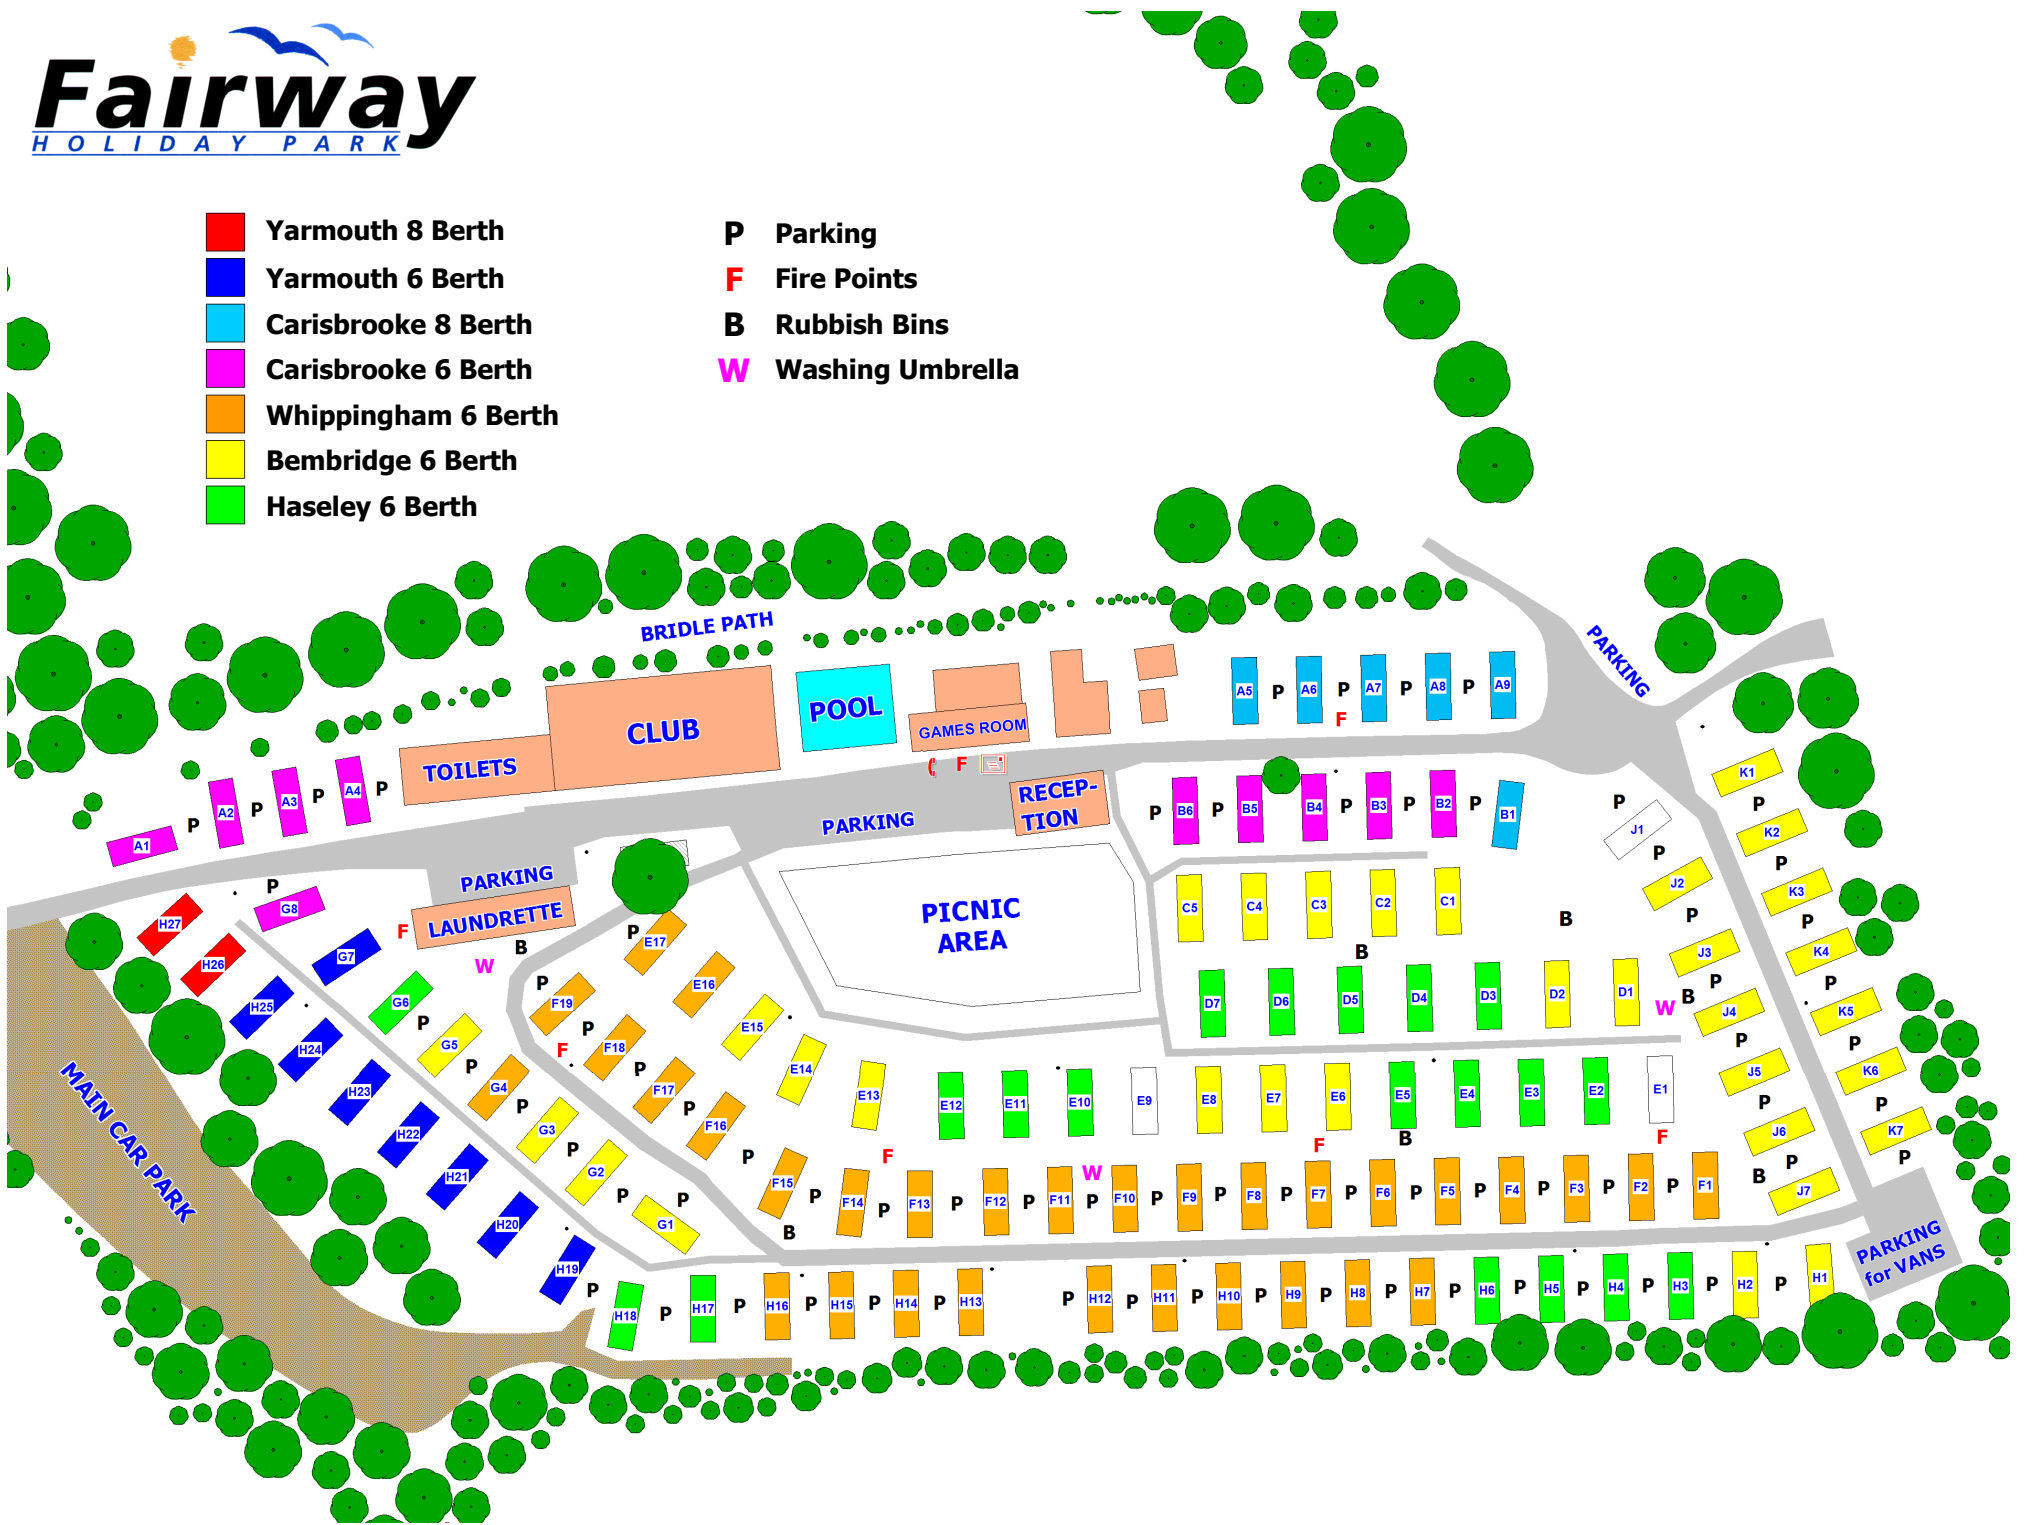 Fairway
HOLIDAY PARK
Yarmouth 8 Berth
Yarmouth 6 Berth
Carisbrooke 8 Berth
Carisbrooke 6 Berth
Whippingham 6 Berth
Bembridge 6 Berth
Haseley 6 Berth
P Parking
F Fire Points
B Rubbish Bins
W Washing Umbrella
BRIDLE PATH
PARKING
TOILETS
CLUB
POOL
GAMES ROOM
F
RECEP-
TION
PARKING
PARKING
LAUNDRETTE
PICNIC
AREA
MAIN CAR PARK
PARKING
for VANS
A1 P A2 P A3 P A4 P
A5 P A6 P A7 P A8 P A9
F
P B6 P B5 B4 P B3 P B2 P B1
C5 C4 C3 C2 C1
B
B
D7 D6 D5 D4 D3 D2 D1
W
B
P
J1
P
J2
P
J3
P
J4
P
J5
P
J6
P
B
J7
K1
P
K2
P
K3
P
K4
P
K5
P
K6
P
K7
P
P
G8
F
B
W
G7
G6
P
G5
P
G4
P
G3
P
G2
P
P
G1
H27
H26
H25
H24
H23
H22
H21
H20
H19
P
P
E17
E16
E15
E14
E13
E12 E11 E10 E9 E8 E7 E6 E5 E4 E3 E2 E1
F
W
F
B
F
P
F19
P
F
F18
P
F17
P
F16
P
F15 P F14 P F13 P F12 P F11 P F10 P F9 P F8 P F7 P F6 P F5 P F4 P F3 P F2 P F1
B
H18 P H17 P H16 P H15 P H14 P H13 P H12 P H11 P H10 P H9 P H8 P H7 P H6 P H5 P H4 P H3 P H2 P H1